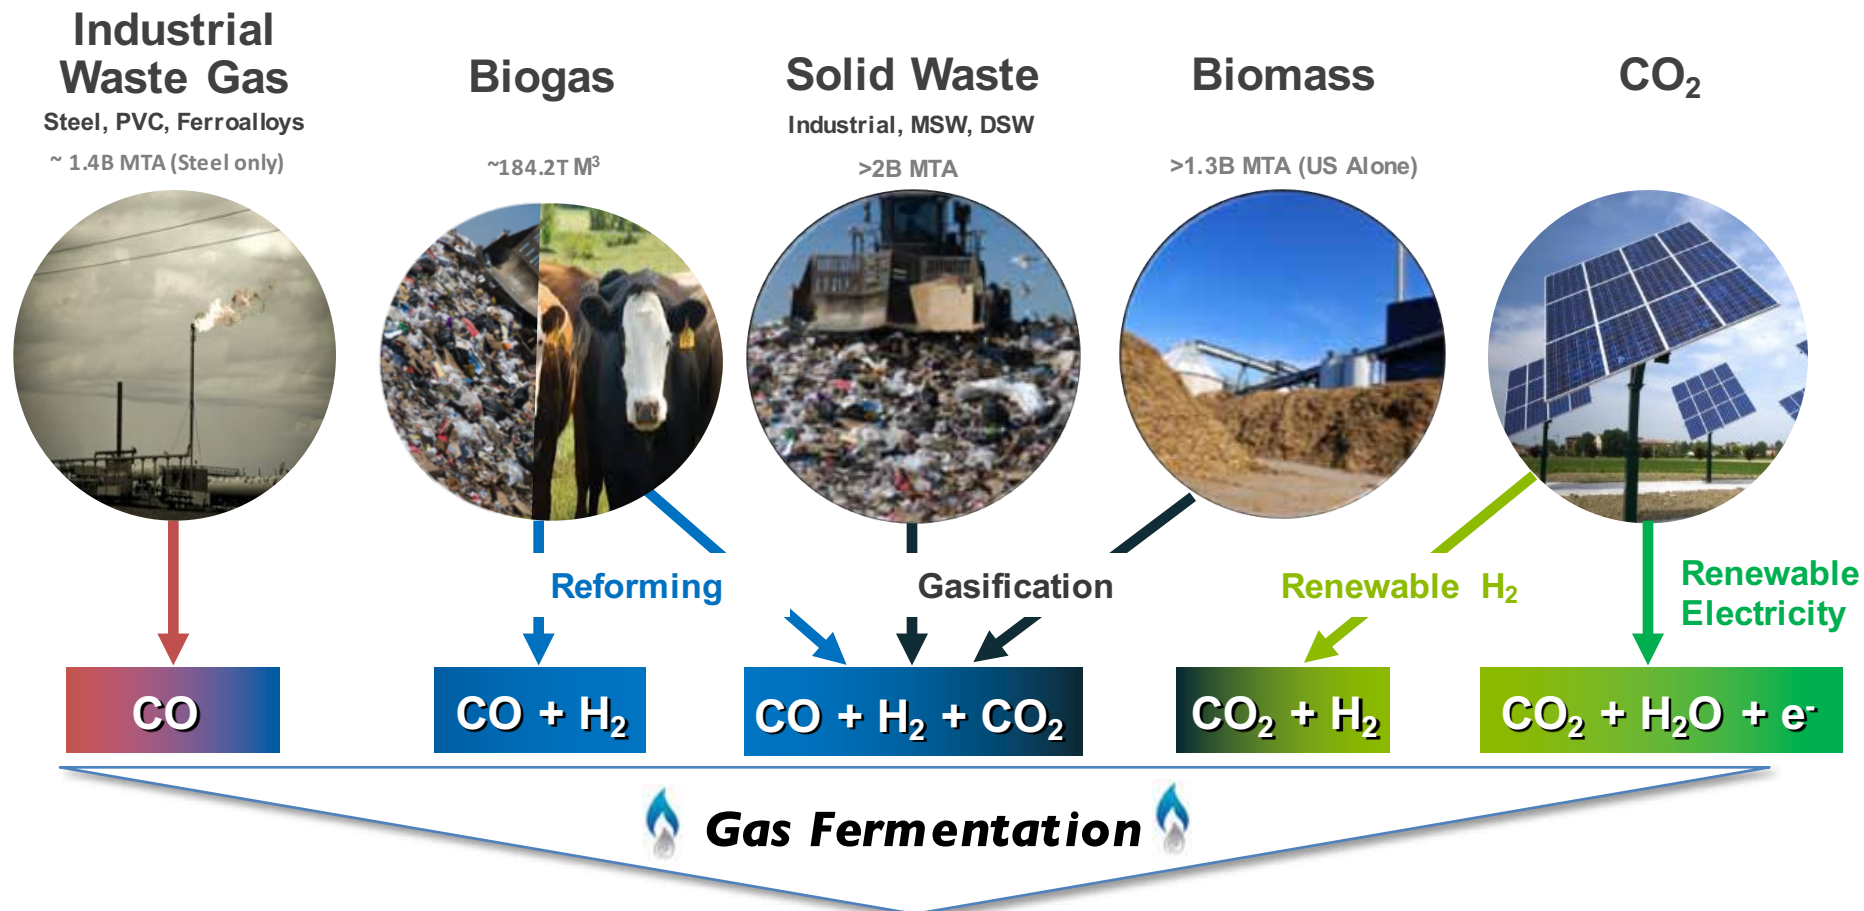 Industrial
Waste Gas
Steel, PVC, Ferroalloys
~ 1.4B MTA (Steel only)
Biogas
~184.2T M³
Solid Waste
Industrial, MSW, DSW
>2B MTA
Biomass
>1.3B MTA (US Alone)
CO₂
Reforming
Gasification
Renewable H₂
Renewable
Electricity
CO
CO + H₂
CO + H₂ + CO₂
CO₂ + H₂
CO₂ + H₂O + e⁻
Gas Fermentation